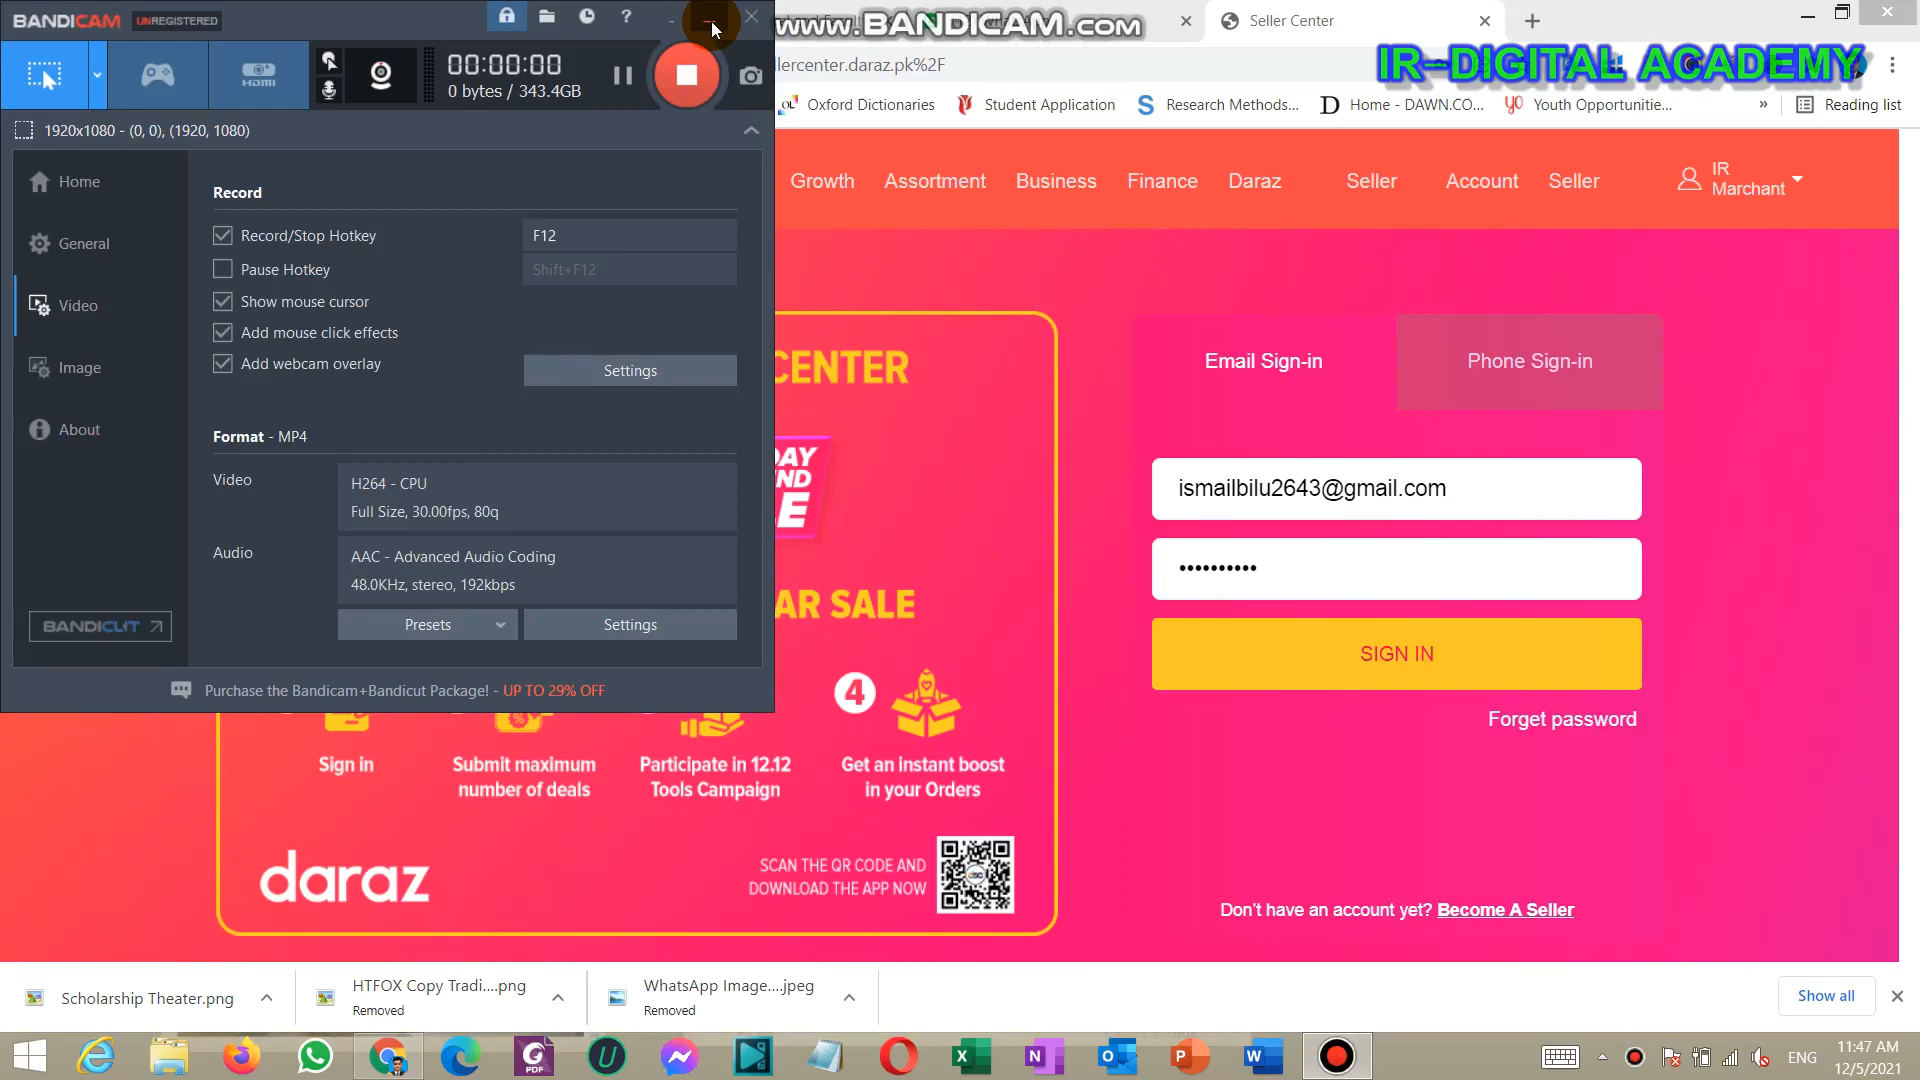 BANDICAM UNREGISTERED
?
www.BANDICAM.com
Seller Center
IR-DIGITAL ACADEMY
00:00:00
0 bytes / 343.4GB
HDMI
llercenter.daraz.pk%2F
Oxford Dictionaries
Student Application
Research Methods...
Home - DAWN.CO...
Youth Opportunitie...
»
Reading list
1920x1080 - (0, 0), (1920, 1080)
Home
General
Video
Image
About
BANDICUT
Record
Record/Stop Hotkey
F12
Pause Hotkey
Shift+F12
Show mouse cursor
Add mouse click effects
Add webcam overlay
Settings
Format - MP4
Video
H264 - CPU
Full Size, 30.00fps, 80q
Audio
AAC - Advanced Audio Coding
48.0KHz, stereo, 192kbps
Presets
Settings
Purchase the Bandicam+Bandicut Package! - UP TO 29% OFF
Growth
Assortment
Business
Finance
Daraz
Seller
Account
Seller
IR
Marchant
CENTER
AR SALE
4
Sign in
Submit maximum
number of deals
Participate in 12.12
Tools Campaign
Get an instant boost
in your Orders
daraz
SCAN THE QR CODE AND
DOWNLOAD THE APP NOW
Email Sign-in
Phone Sign-in
ismailbilu2643@gmail.com
••••••••••
SIGN IN
Forget password
Don't have an account yet? Become A Seller
Scholarship Theater.png
HTFOX Copy Tradi....png
Removed
WhatsApp Image....jpeg
Removed
Show all
PDF
ENG
11:47 AM
12/5/2021